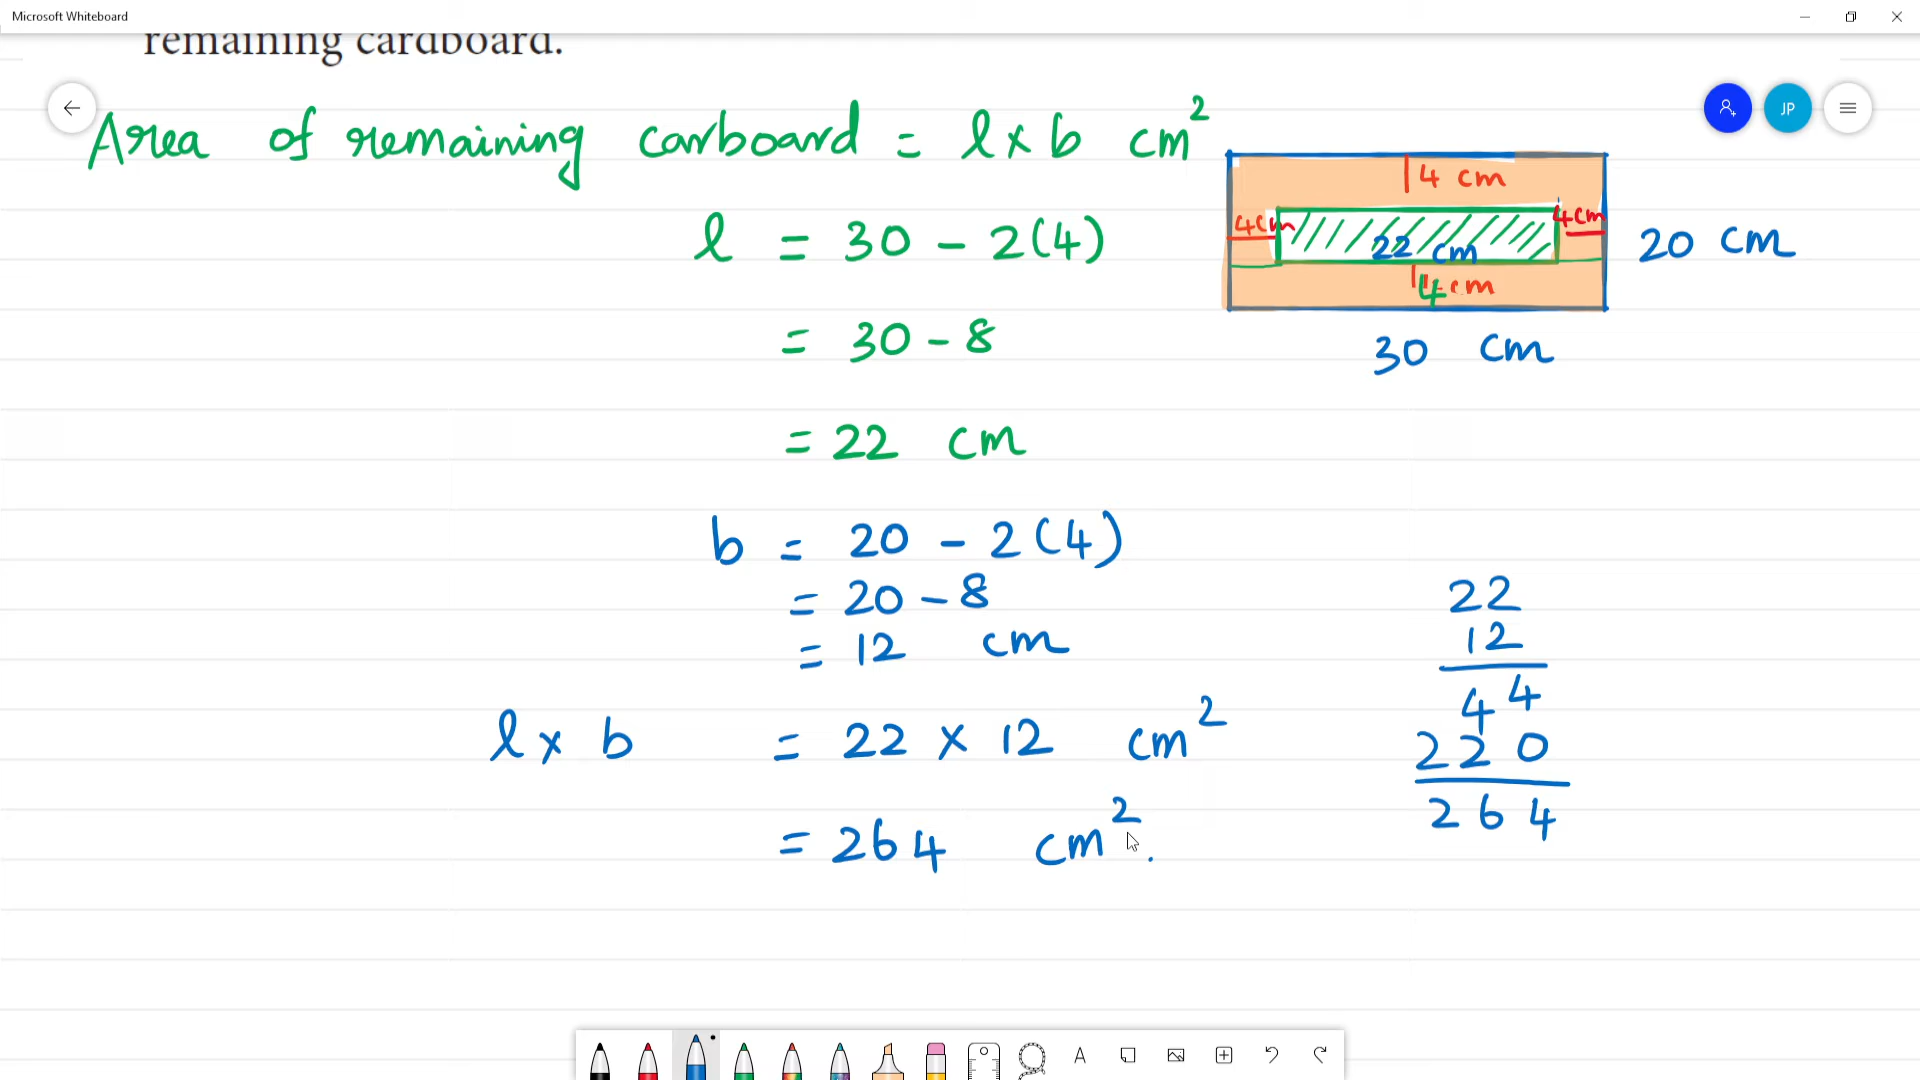 Microsoft Whiteboard
remaining cardboard.
JP
Area of remaining carboard = l x b cm²
l = 30 - 2(4)
= 30 - 8
= 22 cm
b = 20 - 2(4)
= 20 - 8
= 12 cm
l x b = 22 x 12 cm²
= 264 cm².
4 cm
4cm
4cm
22 cm
4 cm
20 cm
30 cm
22
12
44
220
264
A